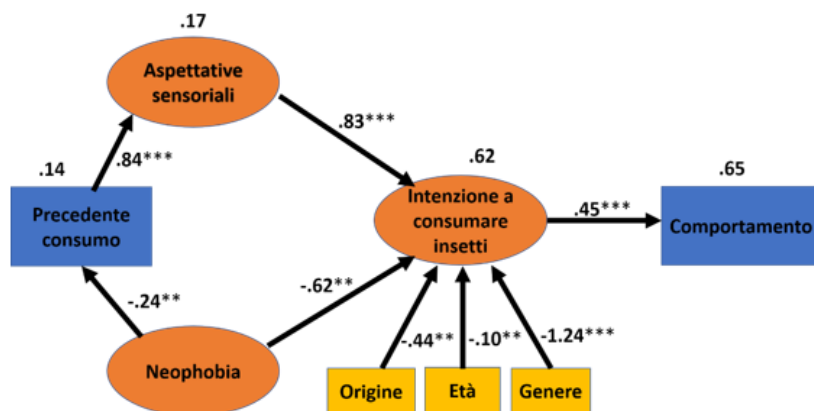 .17
Aspettative
sensoriali
.83***
.84***
.14
.62
.65
Precedente
consumo
Intenzione a
consumare
insetti
.45***
Comportamento
-.24**
-.62**
-.44**
-.10**
-1.24***
Neophobia
Origine
Età
Genere